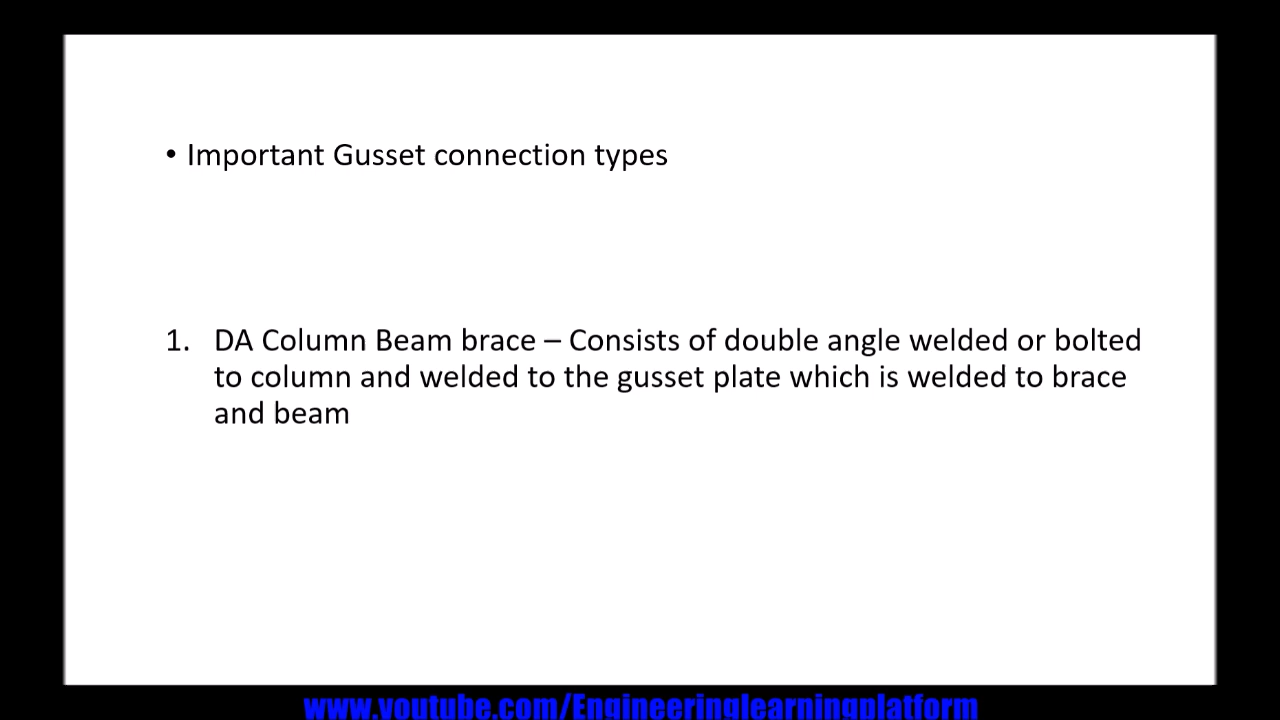 • Important Gusset connection types
1. DA Column Beam brace – Consists of double angle welded or bolted
to column and welded to the gusset plate which is welded to brace
and beam
www.youtube.com/Engineeringlearningplatform